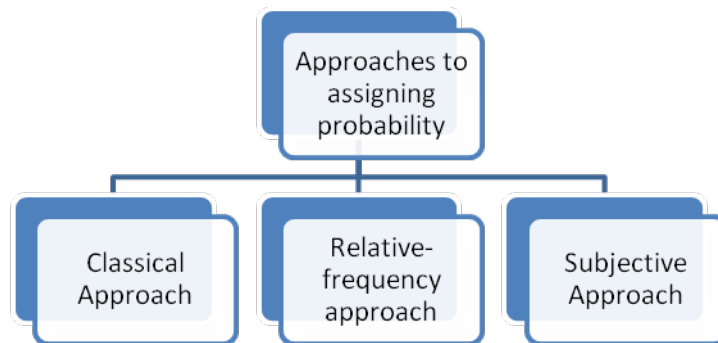 Approaches to
assigning
probability
Classical
Approach
Relative-
frequency
approach
Subjective
Approach